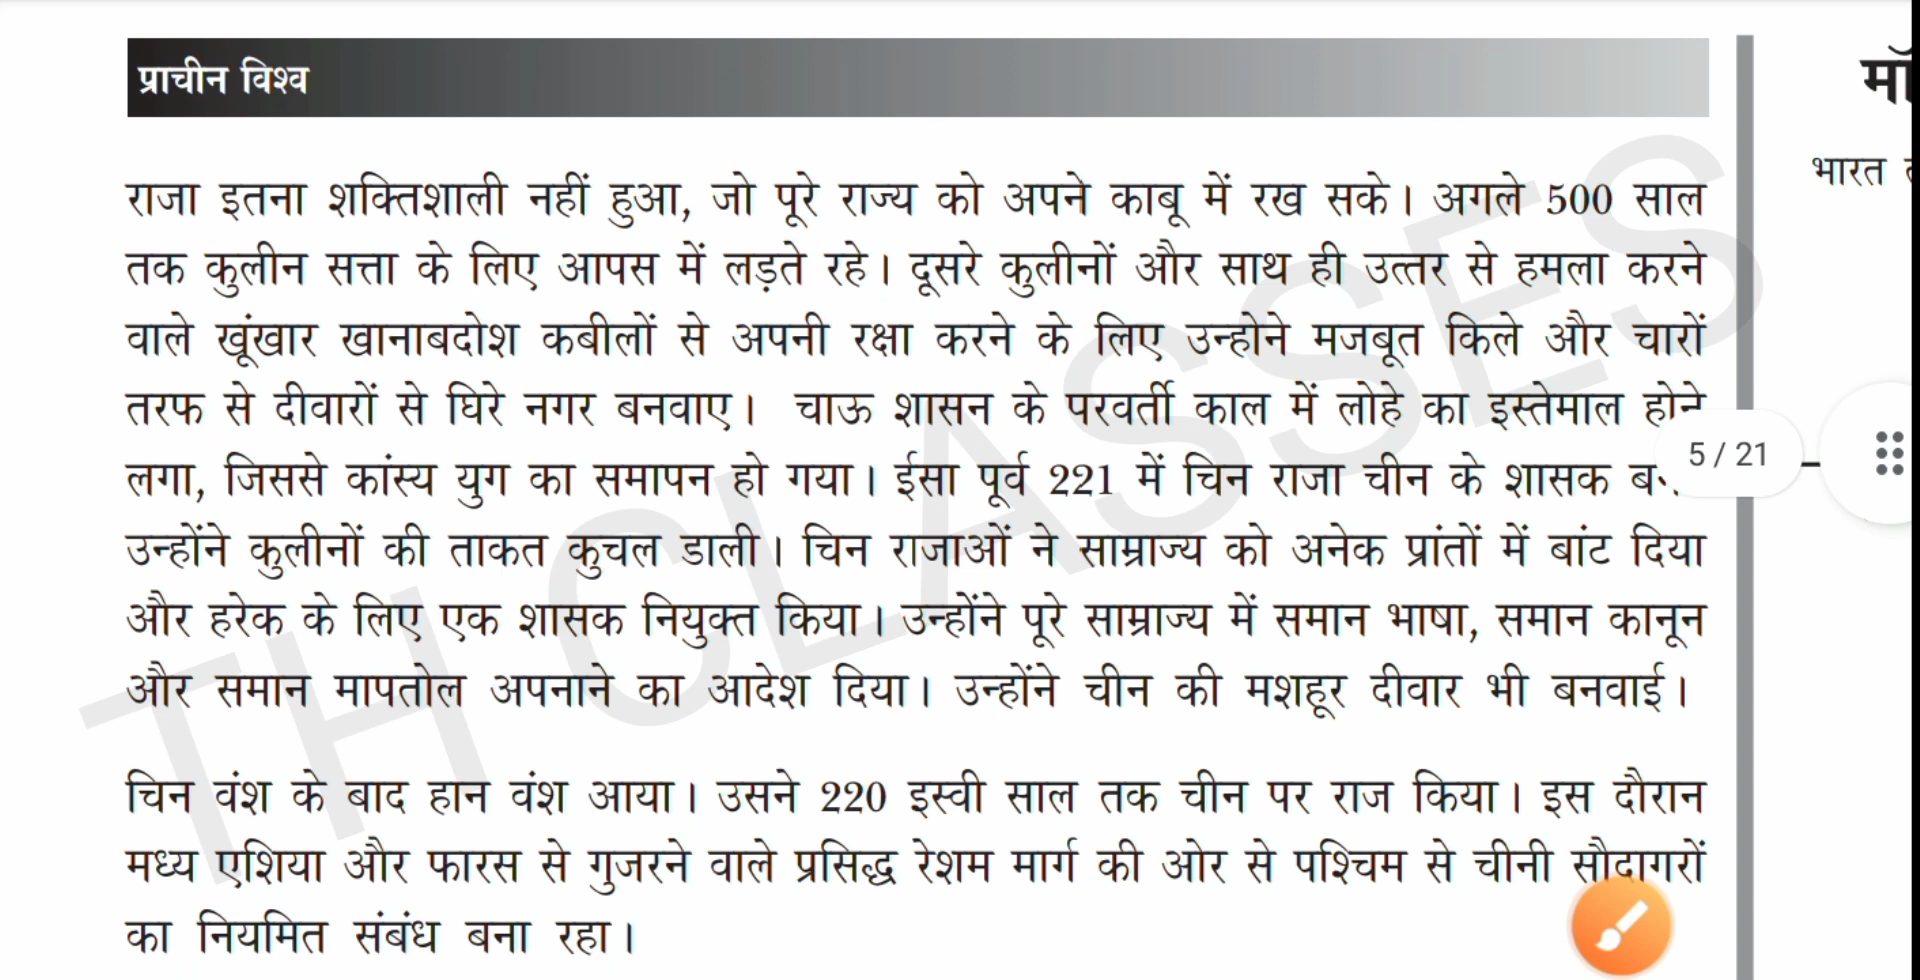 प्राचीन विश्व
मॉ
भारत
राजा इतना शक्तिशाली नहीं हुआ, जो पूरे राज्य को अपने काबू में रख सके। अगले 500 साल
तक कुलीन सत्ता के लिए आपस में लड़ते रहे। दूसरे कुलीनों और साथ ही उत्तर से हमला करने
वाले खूंखार खानाबदोश कबीलों से अपनी रक्षा करने के लिए उन्होने मजबूत किले और चारों
तरफ से दीवारों से घिरे नगर बनवाए। चाऊ शासन के परवर्ती काल में लोहे का इस्तेमाल होने
लगा, जिससे कांस्य युग का समापन हो गया। ईसा पूर्व 221 में चिन राजा चीन के शासक
5 / 21
उन्होंने कुलीनों की ताकत कुचल डाली। चिन राजाओं ने साम्राज्य को अनेक प्रांतों में बांट दिया
और हरेक के लिए एक शासक नियुक्त किया। उन्होंने पूरे साम्राज्य में समान भाषा, समान कानून
और समान मापतोल अपनाने का आदेश दिया। उन्होंने चीन की मशहूर दीवार भी बनवाई।
चिन वंश के बाद हान वंश आया। उसने 220 इस्वी साल तक चीन पर राज किया। इस दौरान
मध्य एशिया और फारस से गुजरने वाले प्रसिद्ध रेशम मार्ग की ओर से पश्चिम से चीनी सौदागरों
का नियमित संबंध बना रहा।
TH CLASSES